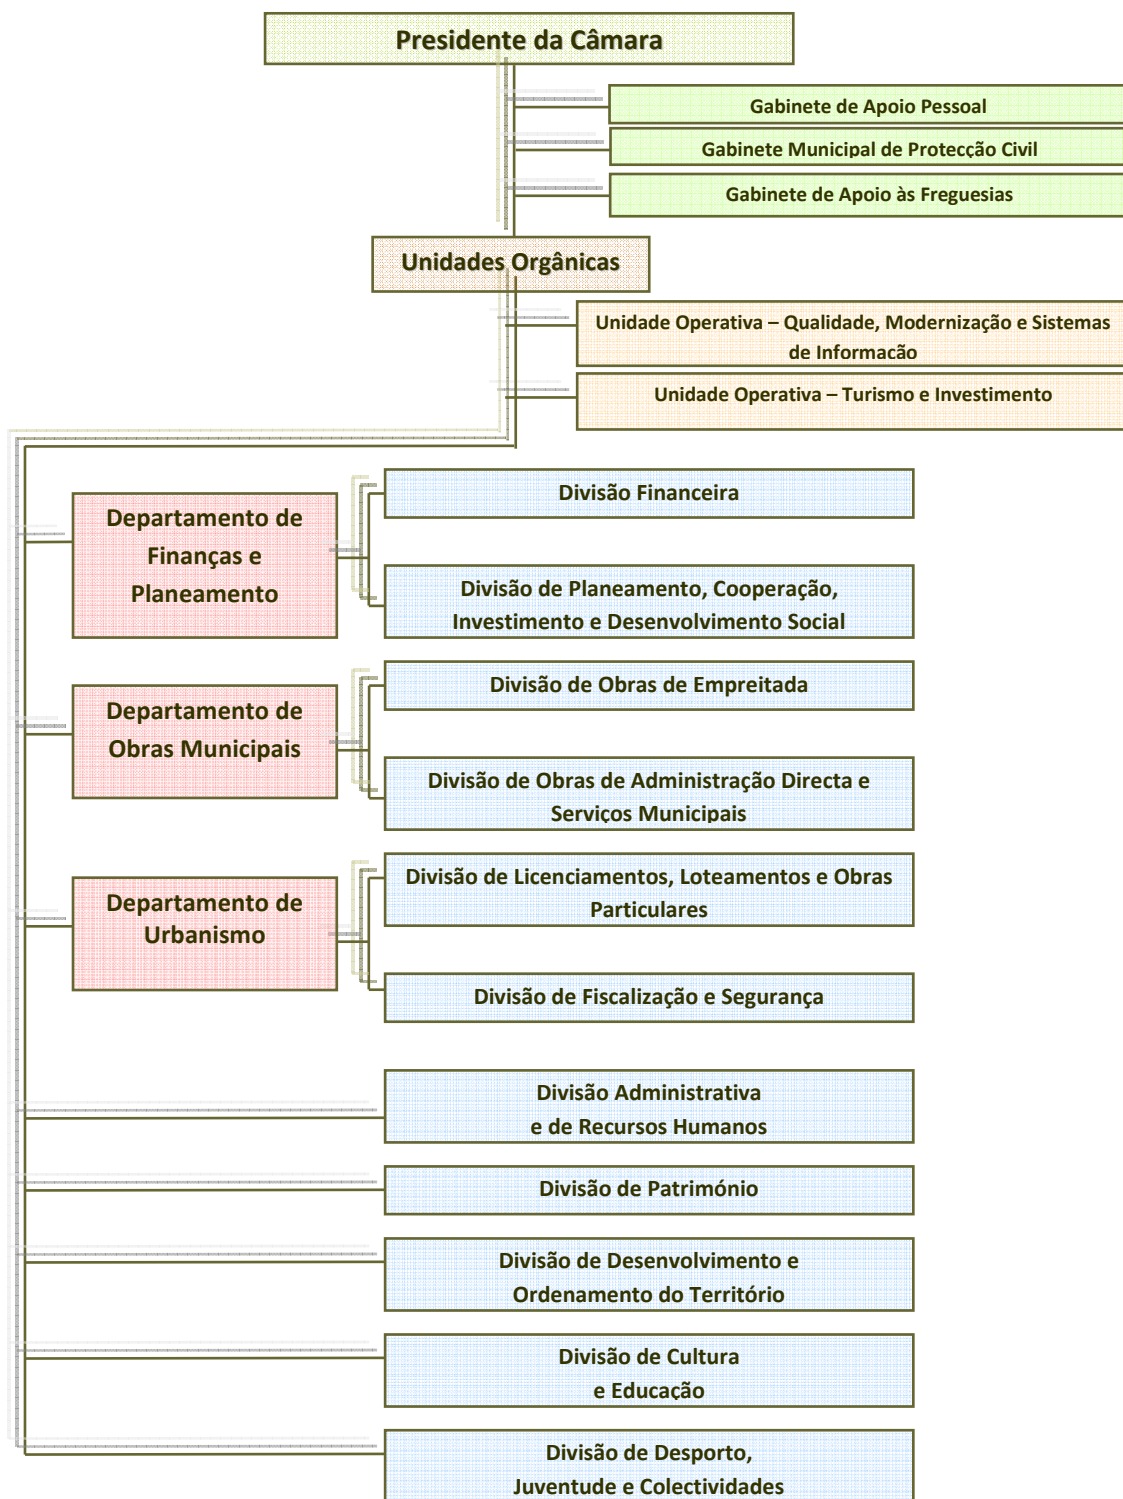 Presidente da Câmara
Gabinete de Apoio Pessoal
Gabinete Municipal de Protecção Civil
Gabinete de Apoio às Freguesias
Unidades Orgânicas
Unidade Operativa – Qualidade, Modernização e Sistemas
de Informacão
Unidade Operativa – Turismo e Investimento
Departamento de
Finanças e
Planeamento
Divisão Financeira
Divisão de Planeamento, Cooperação,
Investimento e Desenvolvimento Social
Departamento de
Obras Municipais
Divisão de Obras de Empreitada
Divisão de Obras de Administração Directa e
Serviços Municipais
Departamento de
Urbanismo
Divisão de Licenciamentos, Loteamentos e Obras
Particulares
Divisão de Fiscalização e Segurança
Divisão Administrativa
e de Recursos Humanos
Divisão de Património
Divisão de Desenvolvimento e
Ordenamento do Território
Divisão de Cultura
e Educação
Divisão de Desporto,
Juventude e Colectividades